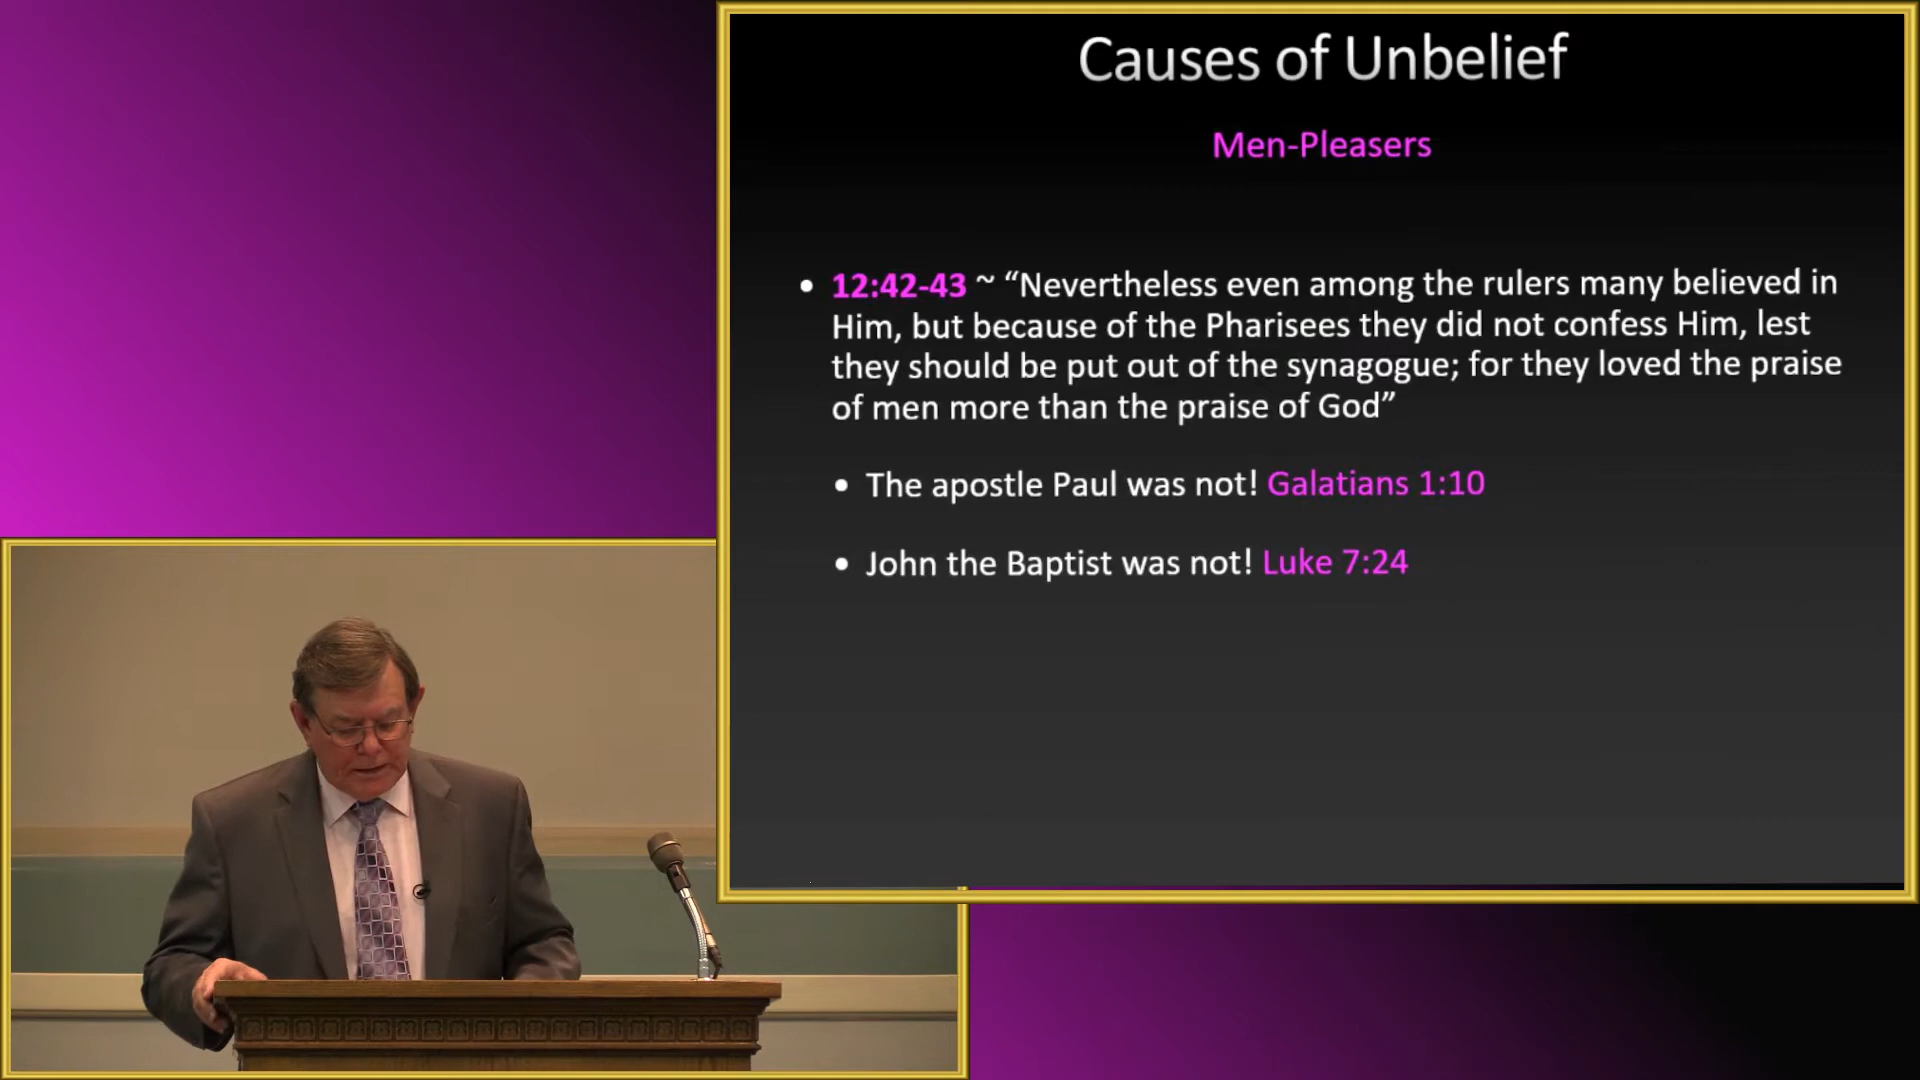 Causes of Unbelief
Men-Pleasers
• 12:42-43 ~ “Nevertheless even among the rulers many believed in
Him, but because of the Pharisees they did not confess Him, lest
they should be put out of the synagogue; for they loved the praise
of men more than the praise of God”
• The apostle Paul was not! Galatians 1:10
• John the Baptist was not! Luke 7:24